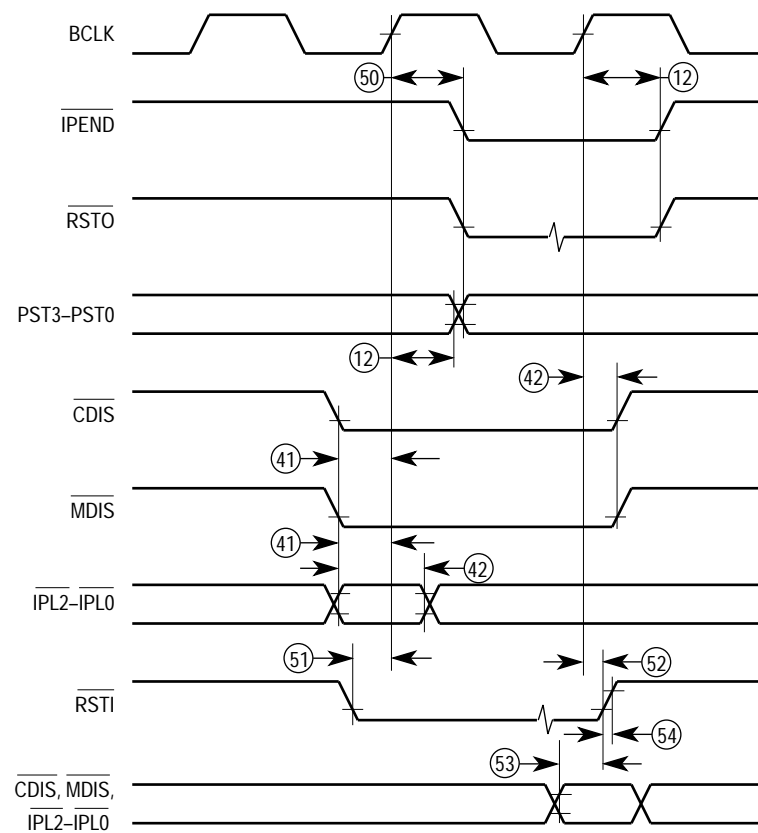 BCLK
50
12
IPEND
RSTO
PST3–PST0
12
42
CDIS
41
MDIS
41
42
IPL2–IPL0
51
52
RSTI
54
53
CDIS, MDIS,
IPL2–IPL0